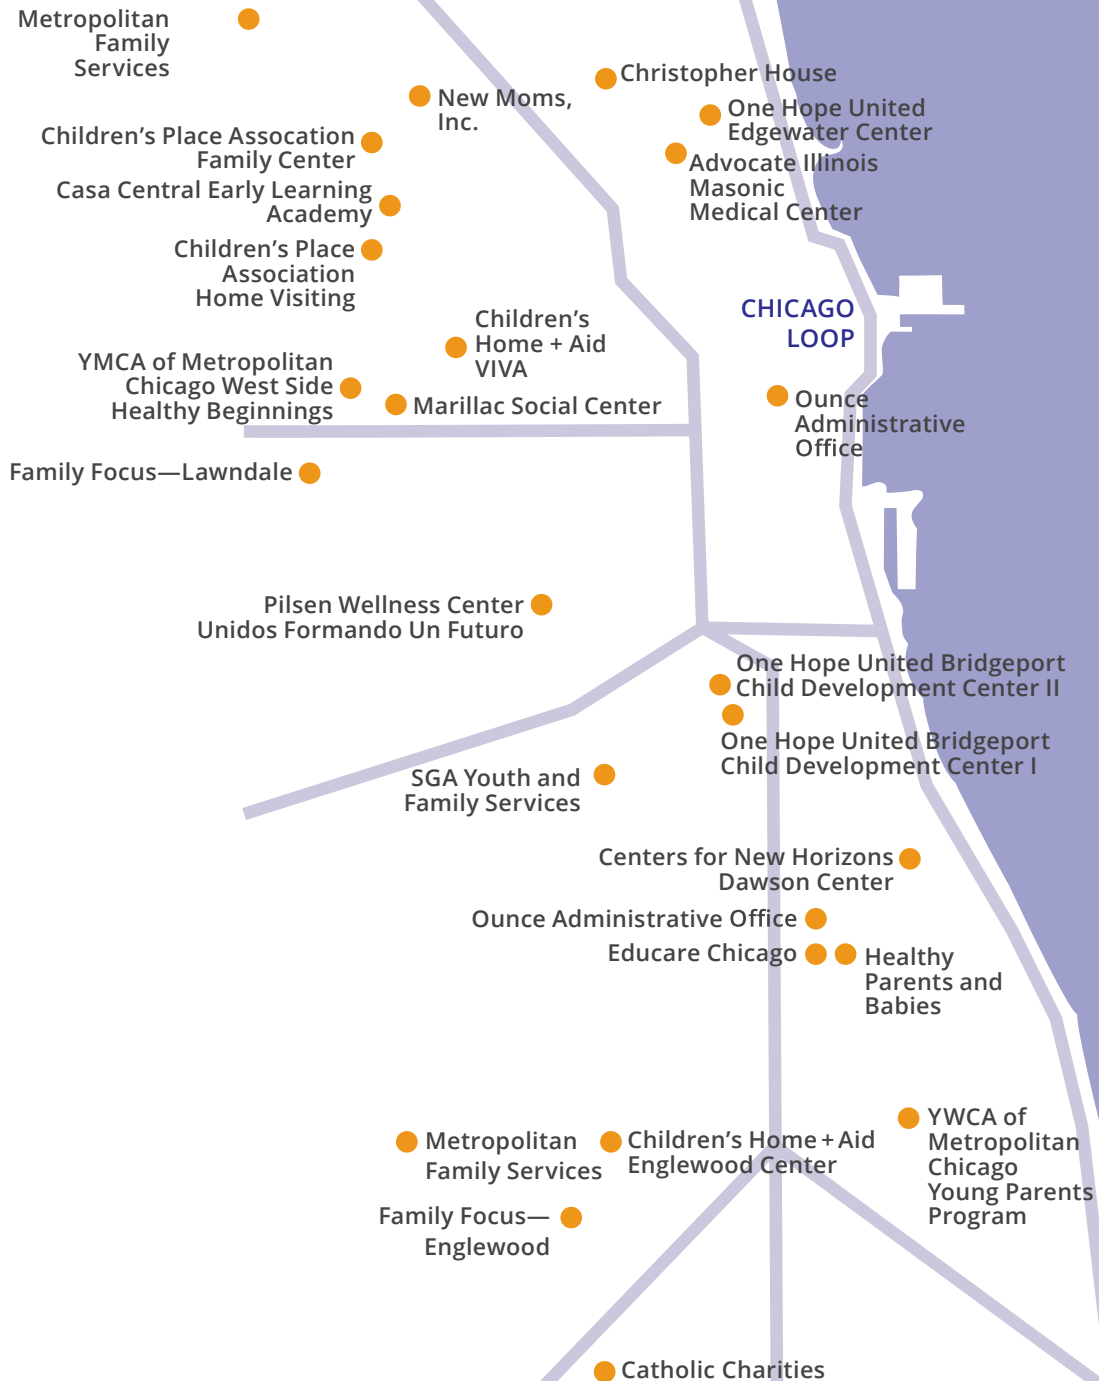 Metropolitan
Family
Services
Christopher House
New Moms,
Inc.
One Hope United
Edgewater Center
Children's Place Assocation
Family Center
Advocate Illinois
Masonic
Medical Center
Casa Central Early Learning
Academy
Children's Place
Association
Home Visiting
CHICAGO
LOOP
Children's
Home + Aid
VIVA
YMCA of Metropolitan
Chicago West Side
Healthy Beginnings
Marillac Social Center
Ounce
Administrative
Office
Family Focus—Lawndale
Pilsen Wellness Center
Unidos Formando Un Futuro
One Hope United Bridgeport
Child Development Center II
One Hope United Bridgeport
Child Development Center I
SGA Youth and
Family Services
Centers for New Horizons
Dawson Center
Ounce Administrative Office
Educare Chicago
Healthy
Parents and
Babies
YWCA of
Metropolitan
Chicago
Young Parents
Program
Metropolitan
Family Services
Children's Home + Aid
Englewood Center
Family Focus—
Englewood
Catholic Charities